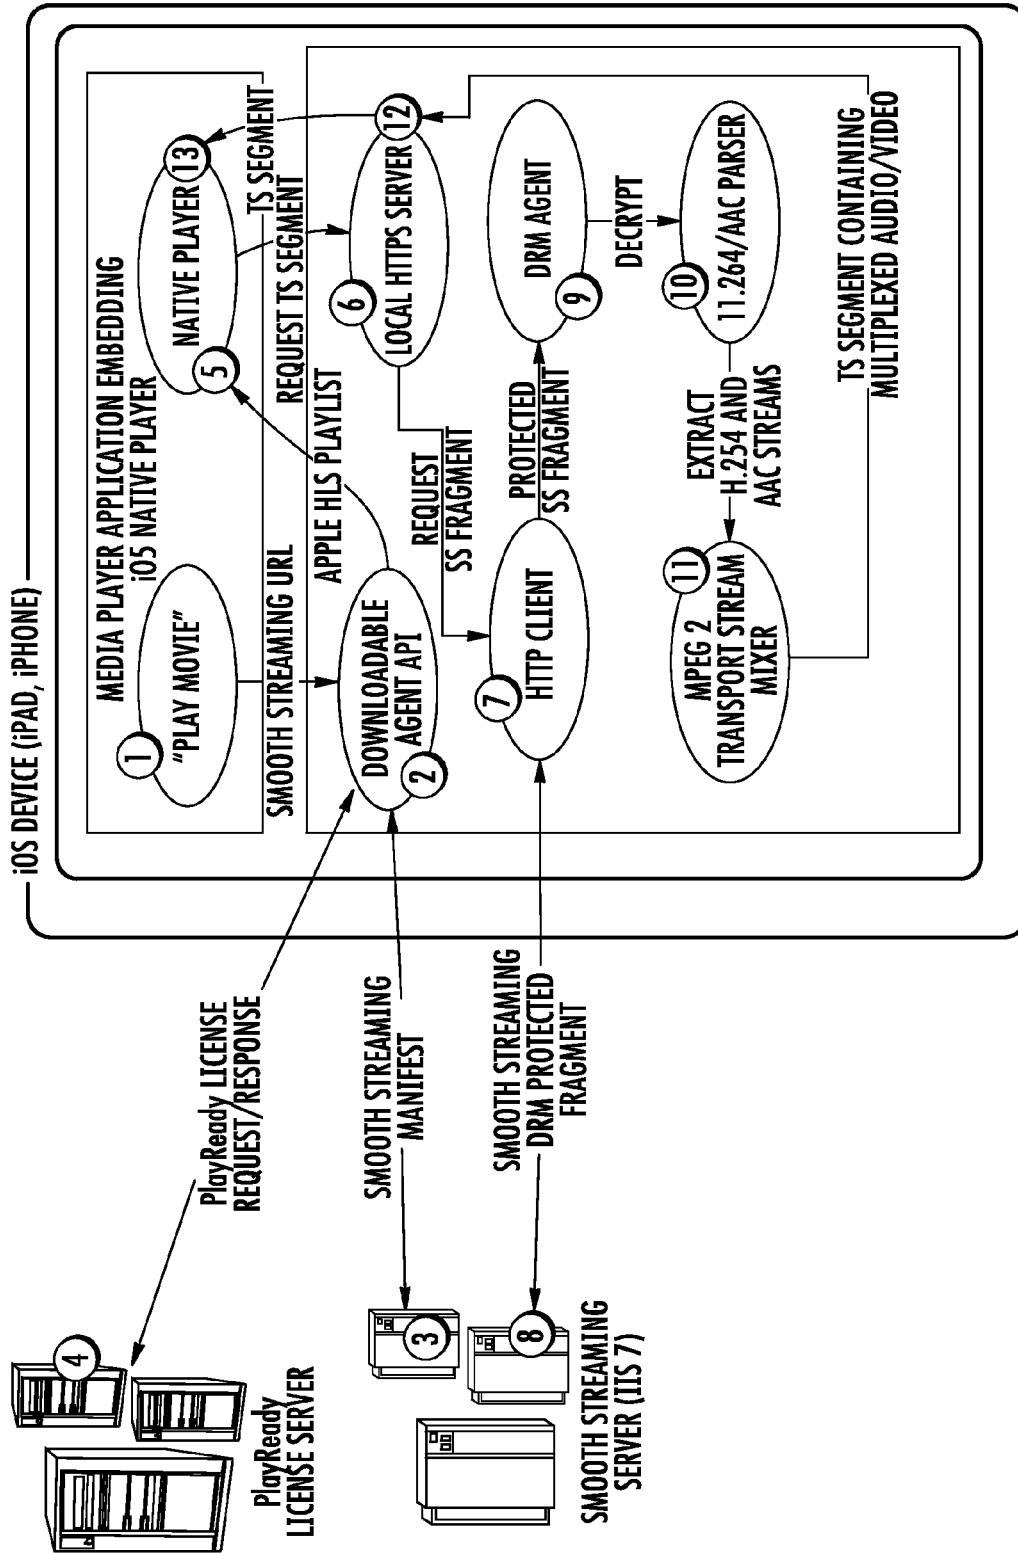 iOS DEVICE (iPAD, iPHONE)
MEDIA PLAYER APPLICATION EMBEDDING
iO5 NATIVE PLAYER
1
"PLAY MOVIE"
5
NATIVE PLAYER
13
SMOOTH STREAMING URL
APPLE HLS PLAYLIST
REQUEST TS SEGMENT
TS SEGMENT
2
DOWNLOADABLE
AGENT API
6
LOCAL HTTPS SERVER
12
REQUEST
SS FRAGMENT
7
HTTP CLIENT
PROTECTED
SS FRAGMENT
9
DRM AGENT
DECRYPT
10
11.264/AAC PARSER
EXTRACT
H.254 AND
AAC STREAMS
11
MPEG 2
TRANSPORT STREAM
MIXER
TS SEGMENT CONTAINING
MULTIPLEXED AUDIO/VIDEO
PlayReady LICENSE
REQUEST/RESPONSE
SMOOTH STREAMING
MANIFEST
SMOOTH STREAMING
DRM PROTECTED
FRAGMENT
4
PlayReady
LICENSE SERVER
3
8
SMOOTH STREAMING
SERVER (IIS 7)